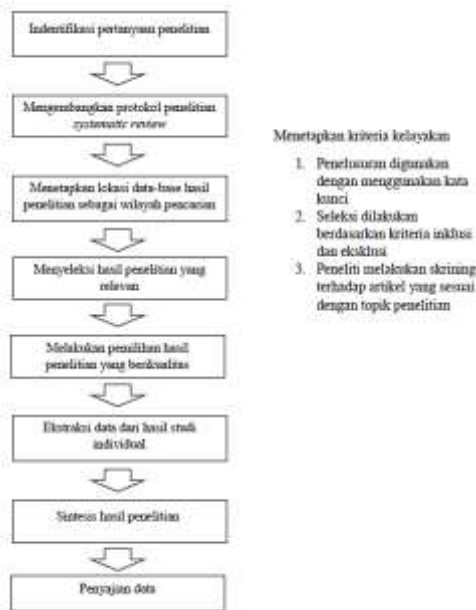 Indentifikasi pertanyaan penelitian
Mengembangkan protokol penelitian
systematic review
Menetapkan lokasi data-base hasil
penelitian sebagai wilayah pencarian
Menyeleksi hasil penelitian yang
relevan
Melakukan pemilihan hasil
penelitian yang berkualitas
Ekstraksi data dari hasil studi
individual
Sintesis hasil penelitian
Penyajian data
Menetapkan kriteria kelayakan
1. Penelusuran digunakan
dengan menggunakan kata
kunci
2. Seleksi dilakukan
berdasarkan kriteria inklusi
dan eksklusi
3. Peneliti melakukan skrining
terhadap artikel yang sesuai
dengan topik penelitian